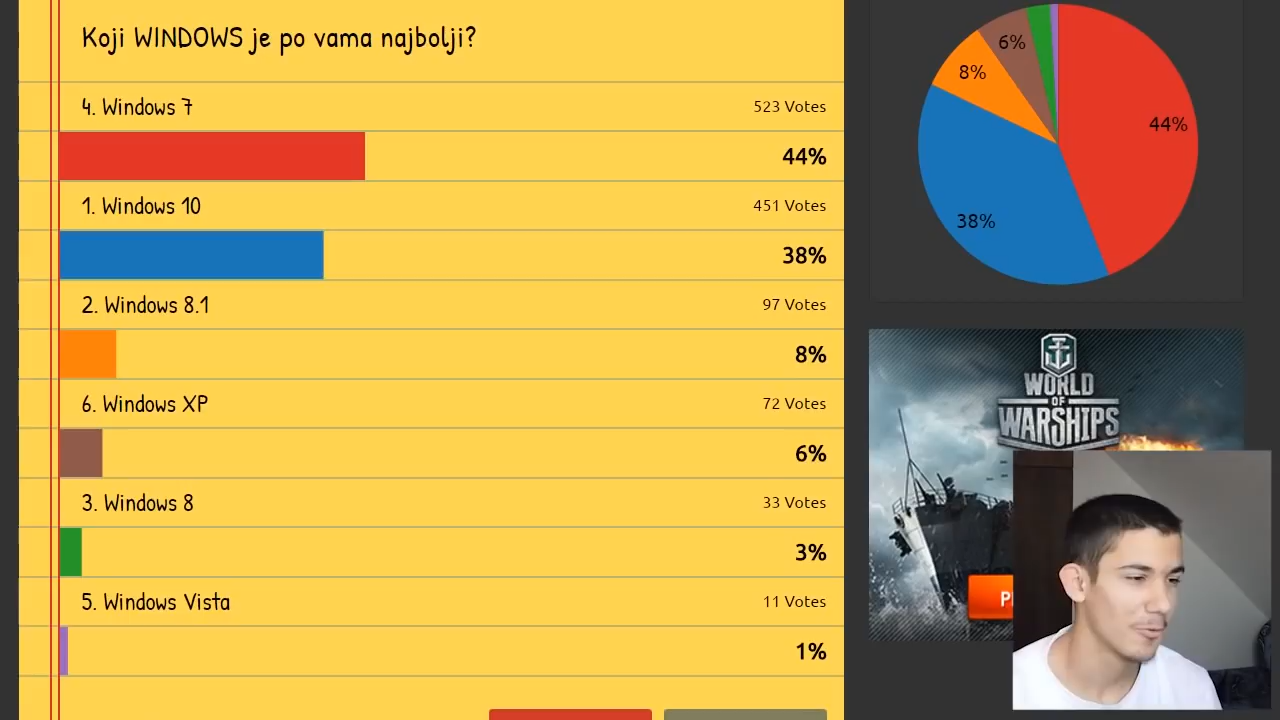 Koji WINDOWS je po vama najbolji?
4. Windows 7
523 Votes
44%
1. Windows 10
451 Votes
38%
2. Windows 8.1
97 Votes
8%
6. Windows XP
72 Votes
6%
3. Windows 8
33 Votes
3%
5. Windows Vista
11 Votes
1%
6%
8%
44%
38%
WORLD
OF
WARSHIPS